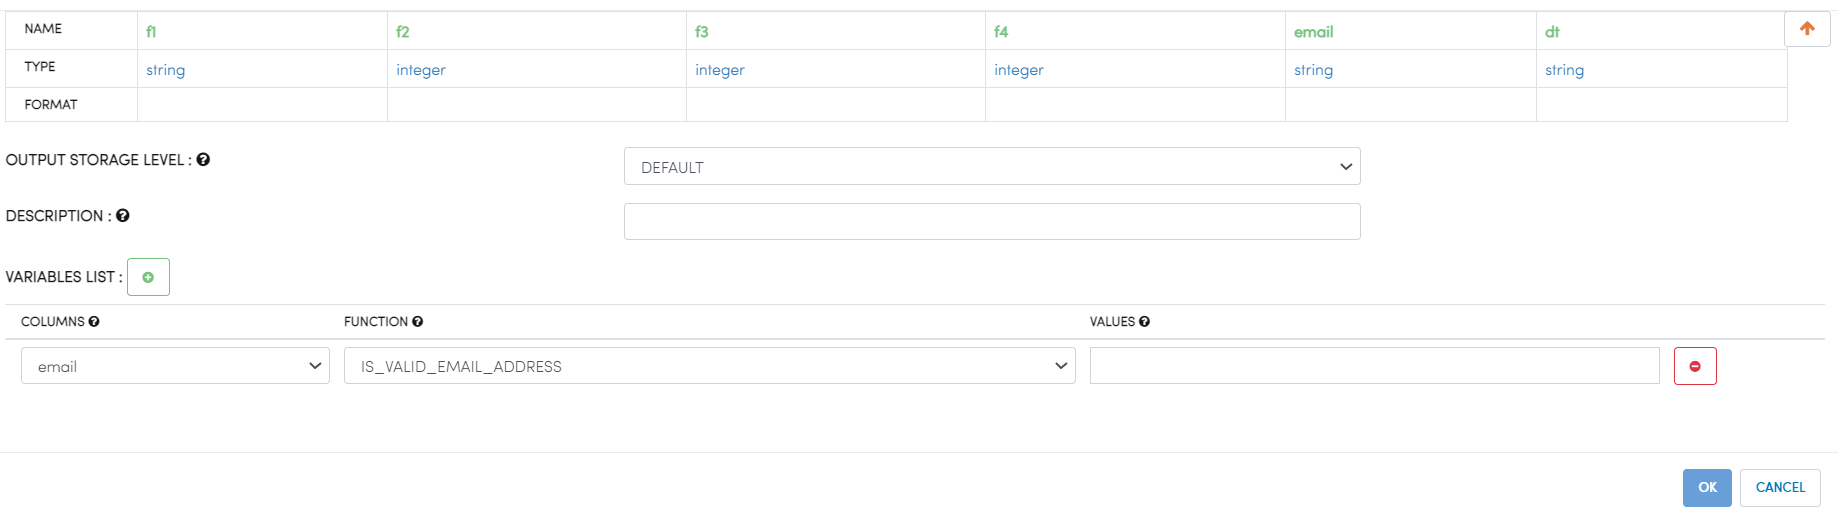 NAME f1 f2 f3 f4 email dt
TYPE string integer integer integer string string
FORMAT
OUTPUT STORAGE LEVEL :
DEFAULT
DESCRIPTION :
VARIABLES LIST :
COLUMNS FUNCTION VALUES
email IS_VALID_EMAIL_ADDRESS
OK CANCEL